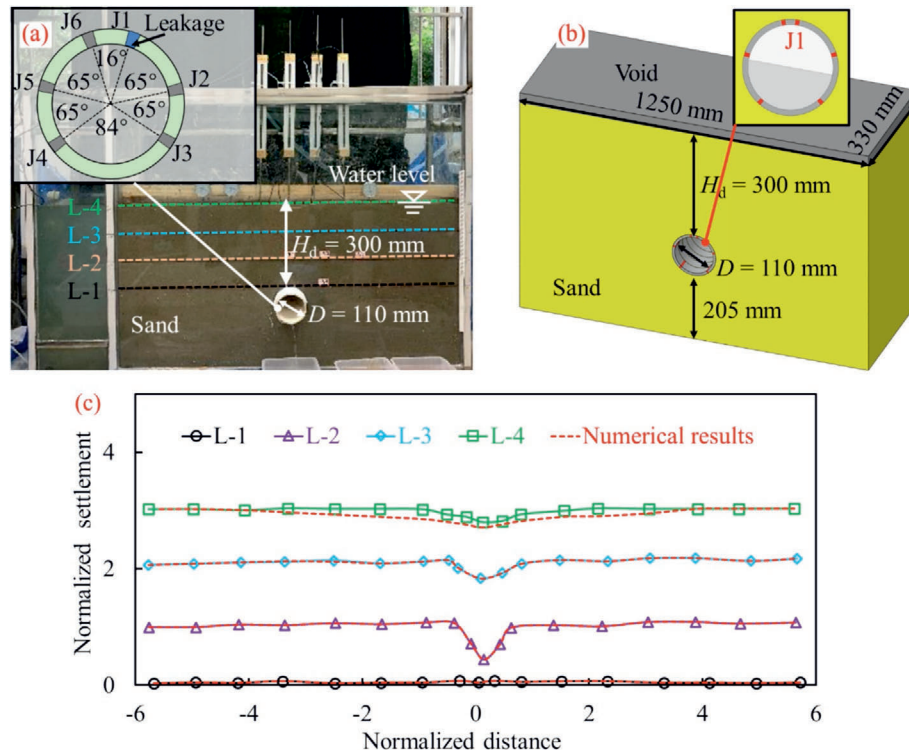 (a)
J6
J1
Leakage
16°
J5
65°
65°
J2
65°
65°
84°
J4
J3
Water level
L-4
L-3
H_d = 300 mm
L-2
L-1
D = 110 mm
Sand
(b)
J1
Void
1250 mm
330 mm
H_d = 300 mm
D = 110 mm
Sand
205 mm
(c)
L-1 L-2 L-3 L-4 Numerical results
Normalized settlement
4
2
0
-6 -4 -2 0 2 4 6
Normalized distance